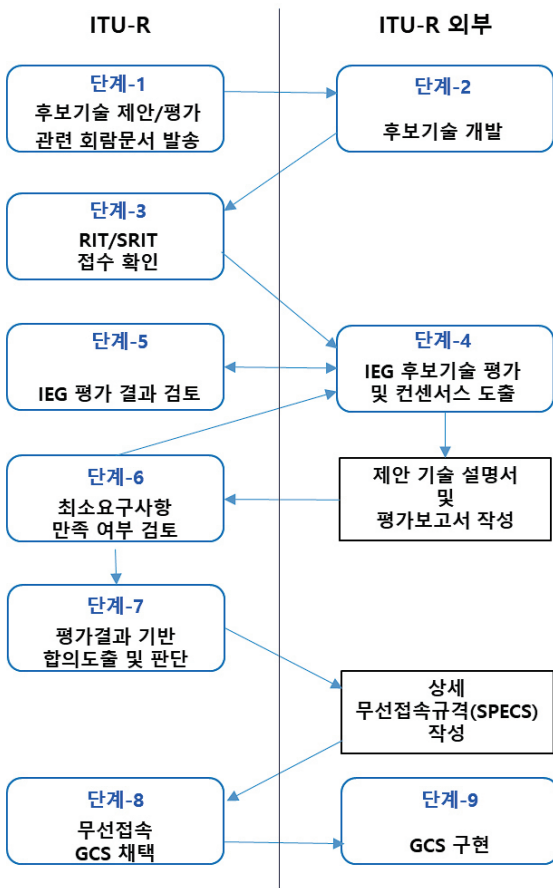 ITU-R
ITU-R 외부
단계-1
후보기술 제안/평가
관련 회람문서 발송
단계-2
후보기술 개발
단계-3
RIT/SRIT
접수 확인
단계-5
IEG 평가 결과 검토
단계-4
IEG 후보기술 평가
및 컨센서스 도출
단계-6
최소요구사항
만족 여부 검토
제안 기술 설명서
및
평가보고서 작성
단계-7
평가결과 기반
합의도출 및 판단
상세
무선접속규격(SPECS)
작성
단계-8
무선접속
GCS 채택
단계-9
GCS 구현